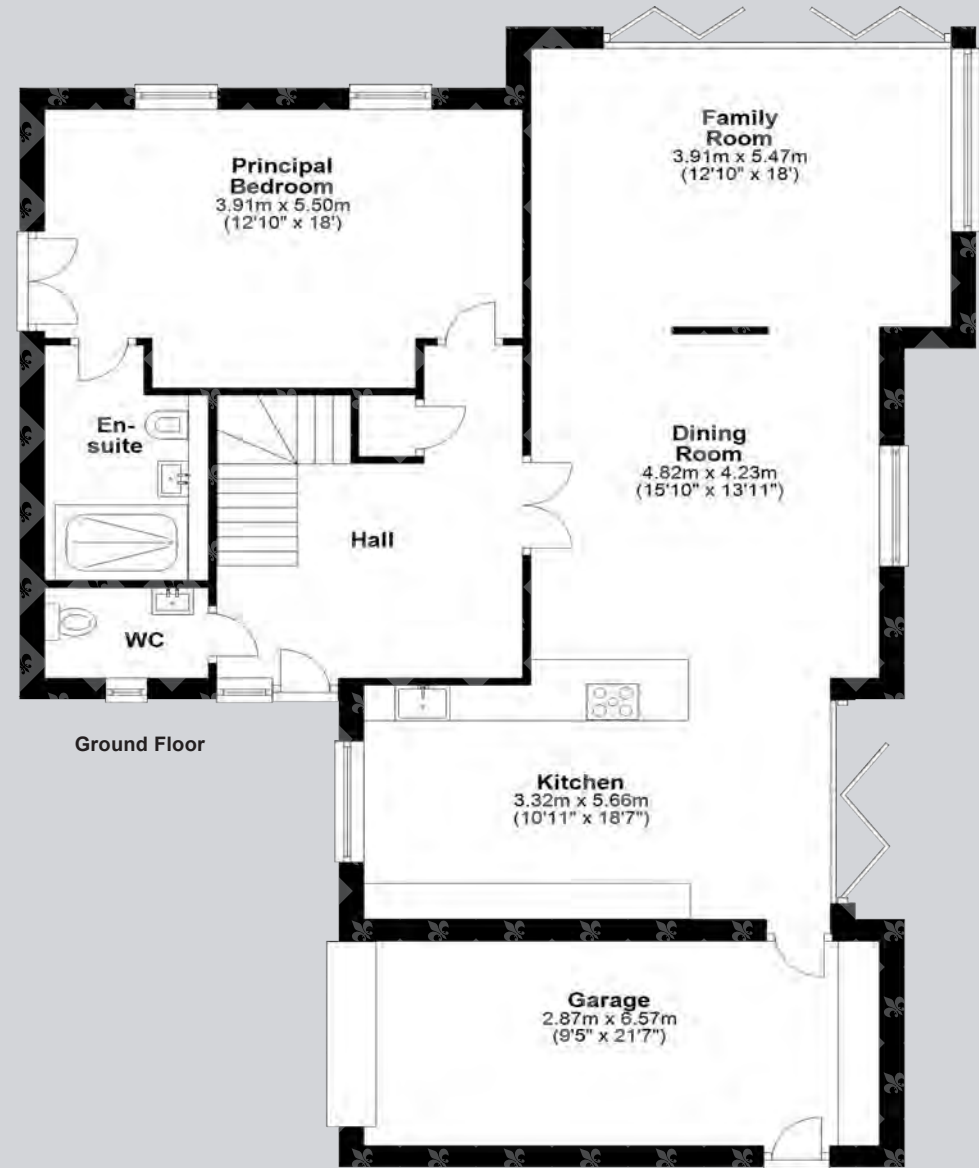 Family
Room
3.91m x 5.47m
(12'10" x 18')
Principal
Bedroom
3.91m x 5.50m
(12'10" x 18')
En-
suite
Dining
Room
4.82m x 4.23m
(15'10" x 13'11")
Hall
WC
Ground Floor
Kitchen
3.32m x 5.66m
(10'11" x 18'7")
Garage
2.87m x 6.57m
(9'5" x 21'7")